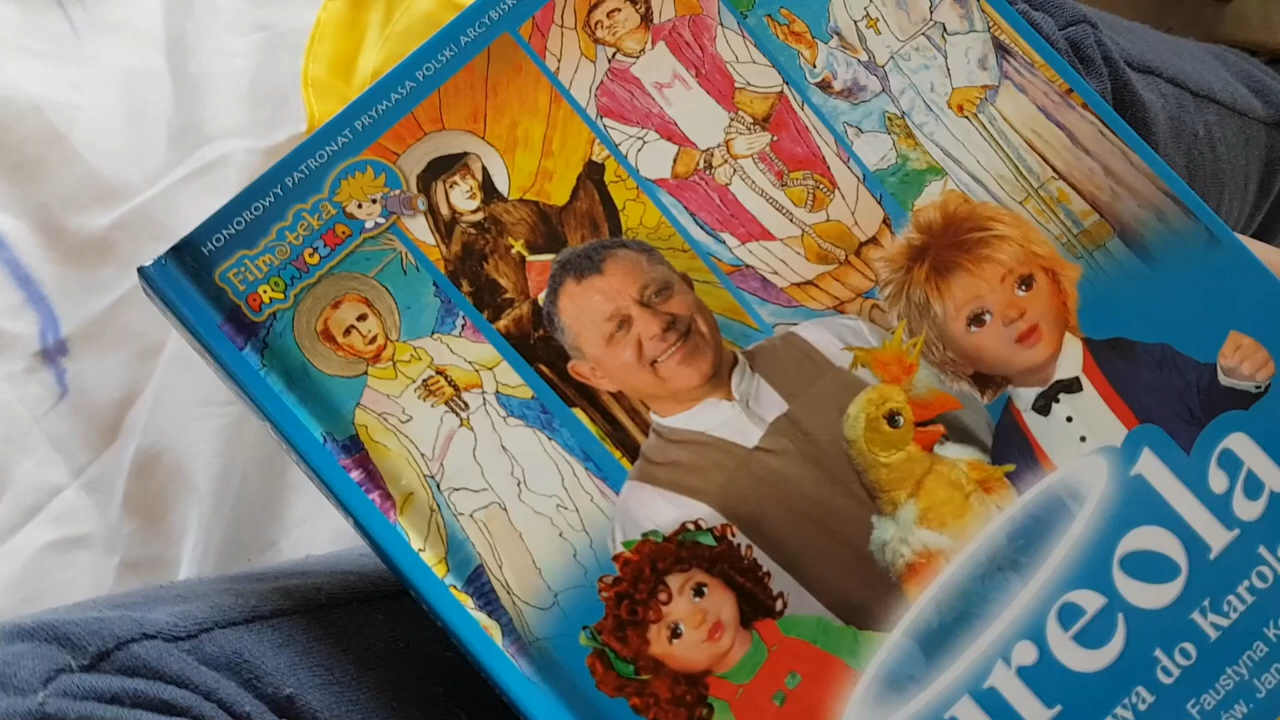 HONOROWY PATRONAT PRYMASA POLSKI ARCYBISK
Filmoteka
PROMYCZKA
M
ureola
wa do Karol
Faustyna K
św. Jan